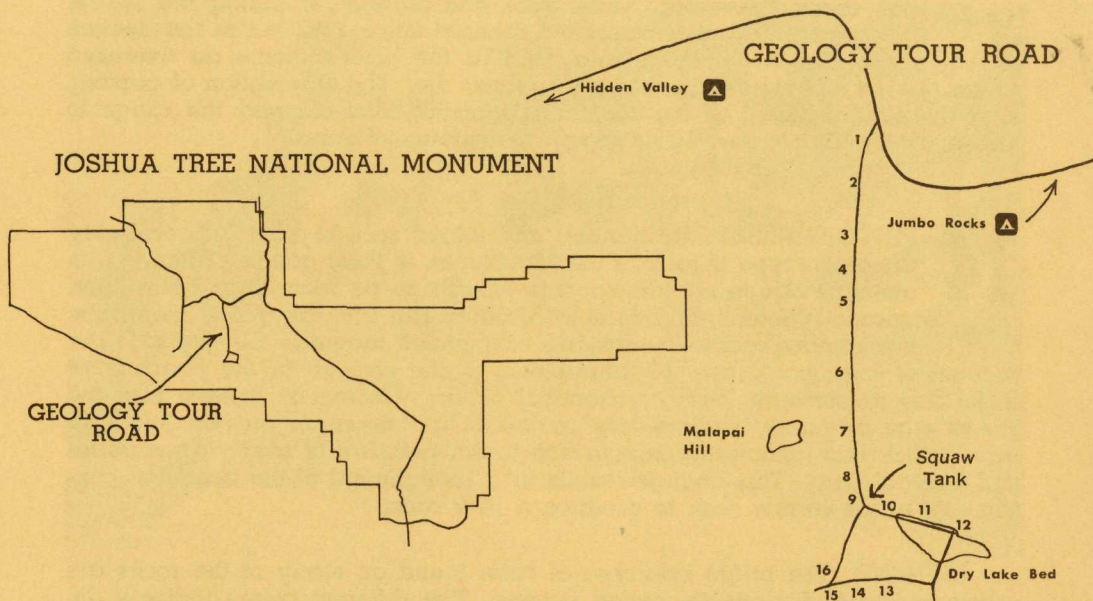 JOSHUA TREE NATIONAL MONUMENT
GEOLOGY TOUR
ROAD
GEOLOGY TOUR ROAD
Hidden Valley
1
2
Jumbo Rocks
3
4
5
6
Malapai
Hill
7
8
Squaw
Tank
9
10
11
12
Dry Lake Bed
16
15
14
13